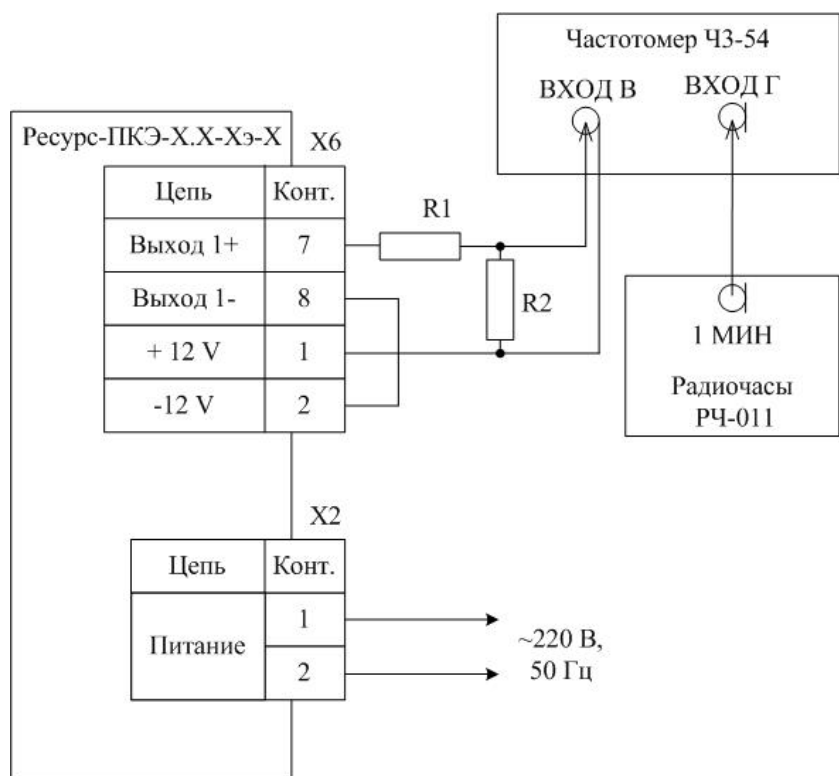 Частотомер ЧЗ-54
ВХОД В
ВХОД Г
Ресурс-ПКЭ-Х.Х-Хэ-Х
Х6
Цепь
Конт.
Выход 1+
7
Выход 1-
8
+ 12 V
1
-12 V
2
R1
R2
1 МИН
Радиочасы
РЧ-011
Х2
Цепь
Конт.
Питание
1
2
~220 В,
50 Гц